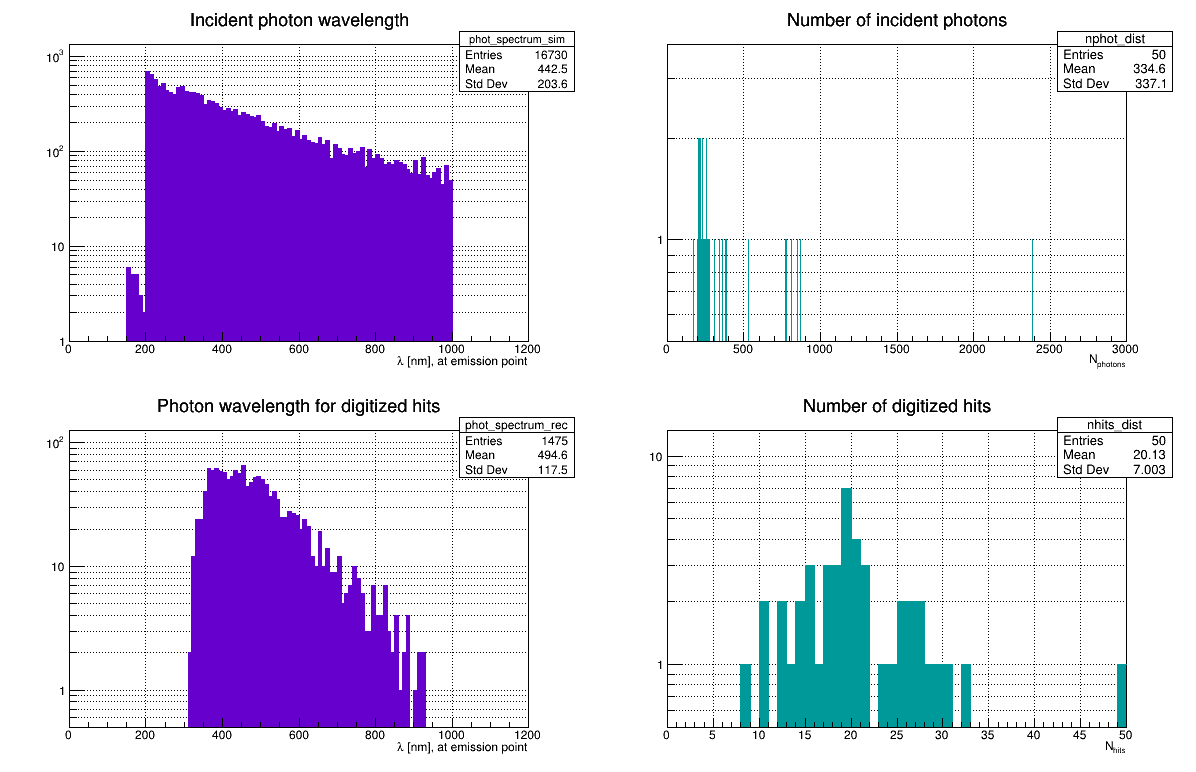 Incident photon wavelength
phot_spectrum_sim
Entries 16730
Mean 442.5
Std Dev 203.6
10³
10²
10
1
0 200 400 600 800 1000 1200
λ [nm], at emission point
Number of incident photons
nphot_dist
Entries 50
Mean 334.6
Std Dev 337.1
1
0 500 1000 1500 2000 2500 3000
N photons
Photon wavelength for digitized hits
phot_spectrum_rec
Entries 1475
Mean 494.6
Std Dev 117.5
10²
10
1
0 200 400 600 800 1000 1200
λ [nm], at emission point
Number of digitized hits
nhits_dist
Entries 50
Mean 20.13
Std Dev 7.003
10
1
0 5 10 15 20 25 30 35 40 45 50
N hits